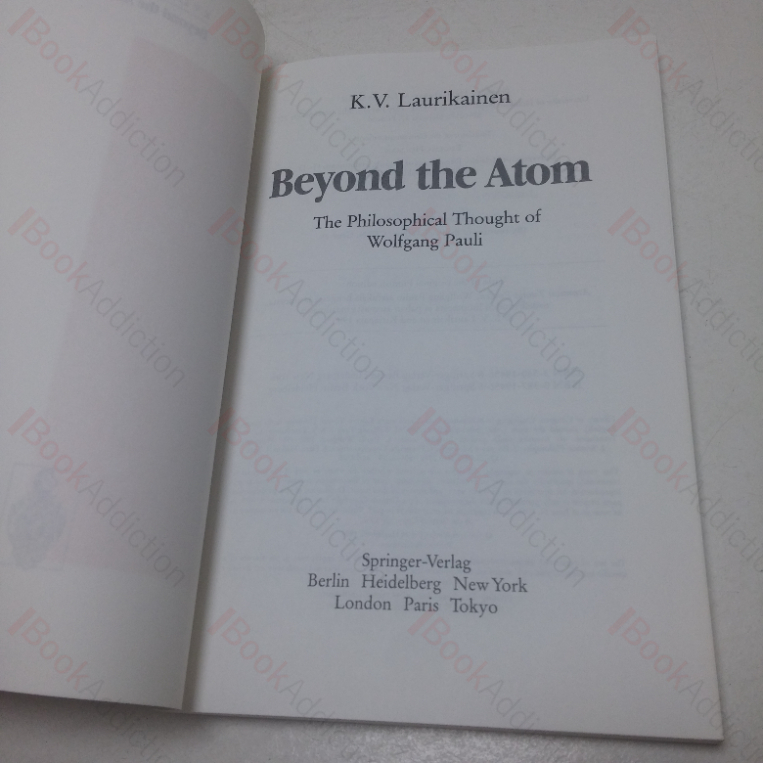 K.V. Laurikainen
Beyond the Atom
The Philosophical Thought of
Wolfgang Pauli
Springer-Verlag
Berlin Heidelberg New York
London Paris Tokyo
BookAddiction